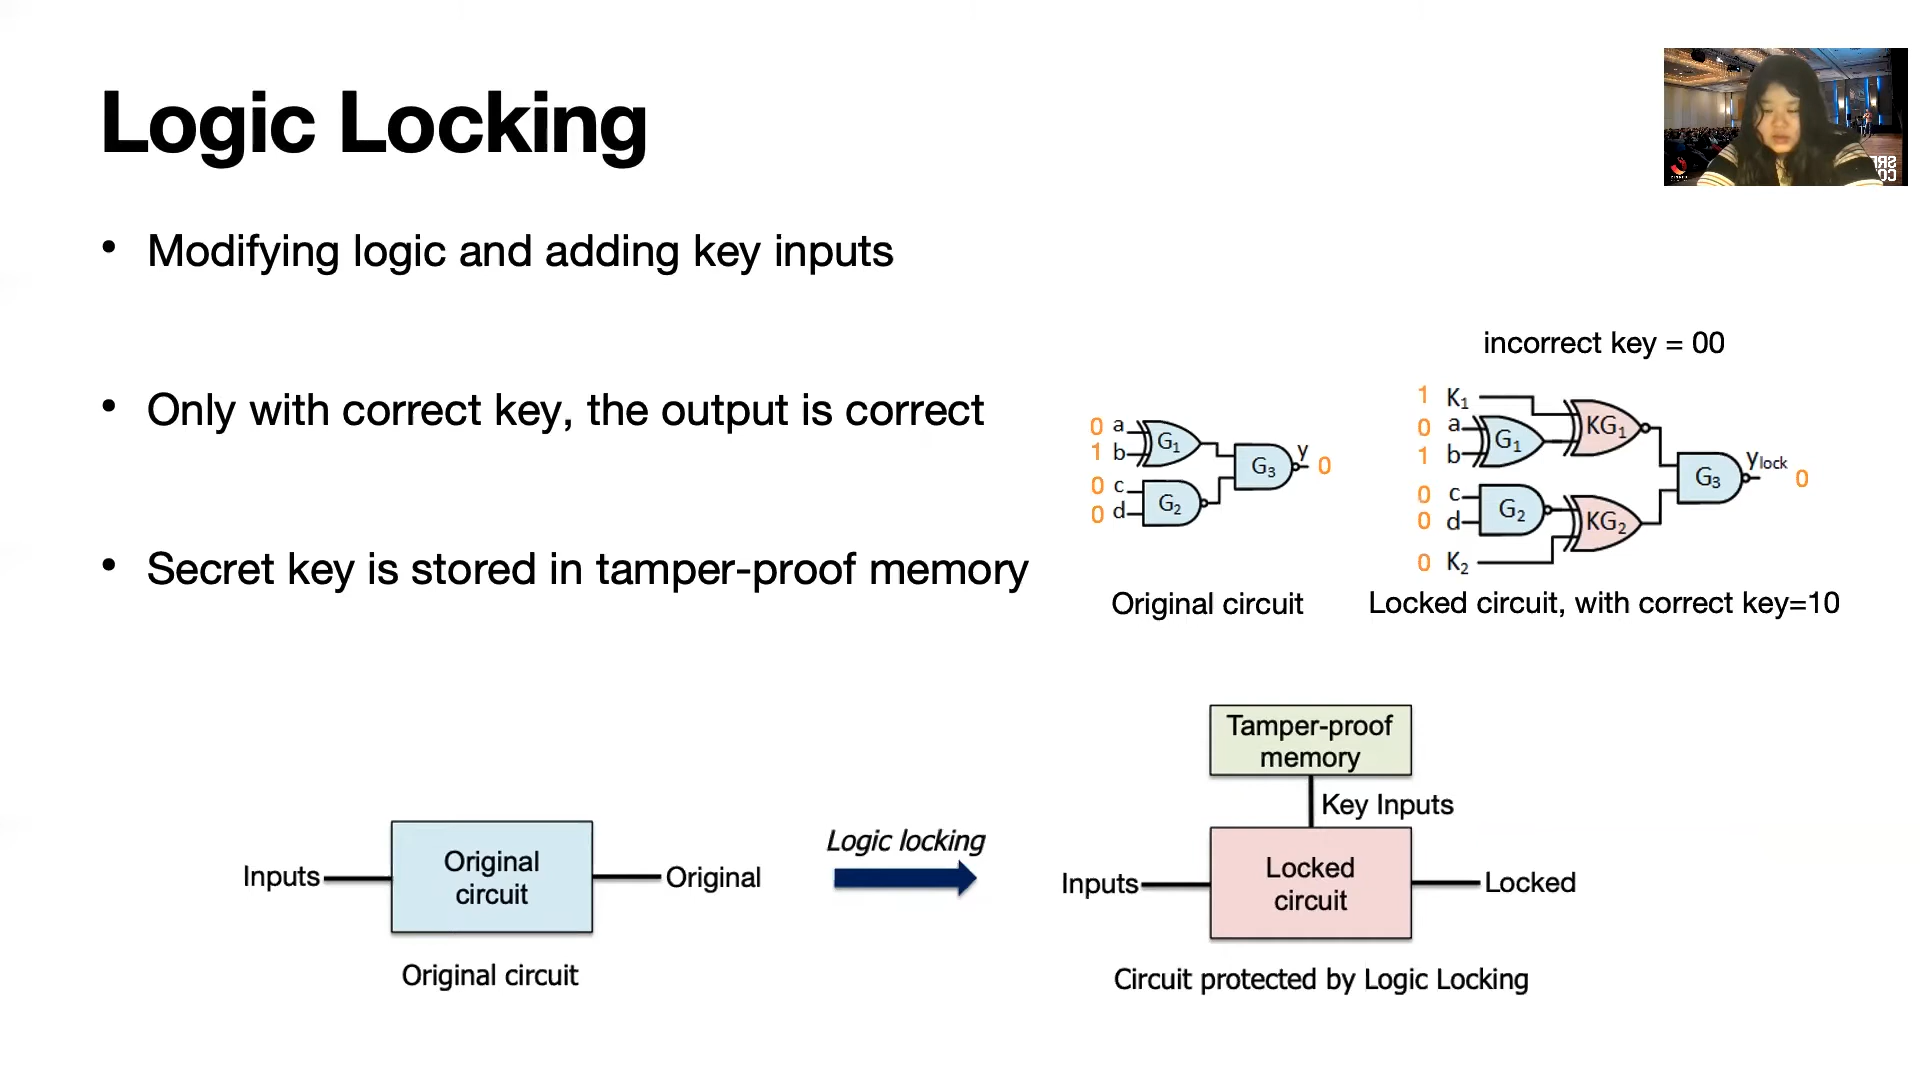 Logic Locking
• Modifying logic and adding key inputs
• Only with correct key, the output is correct
• Secret key is stored in tamper-proof memory
0 a
1 b
0 c
0 d
G1
G2
G3
y
0
Original circuit
incorrect key = 00
1 K1
0 a
1 b
0 c
0 d
0 K2
G1
KG1
G2
KG2
G3
ylock
0
Locked circuit, with correct key=10
Inputs
Original
circuit
Original
Original circuit
Logic locking
Tamper-proof
memory
Key Inputs
Inputs
Locked
circuit
Locked
Circuit protected by Logic Locking